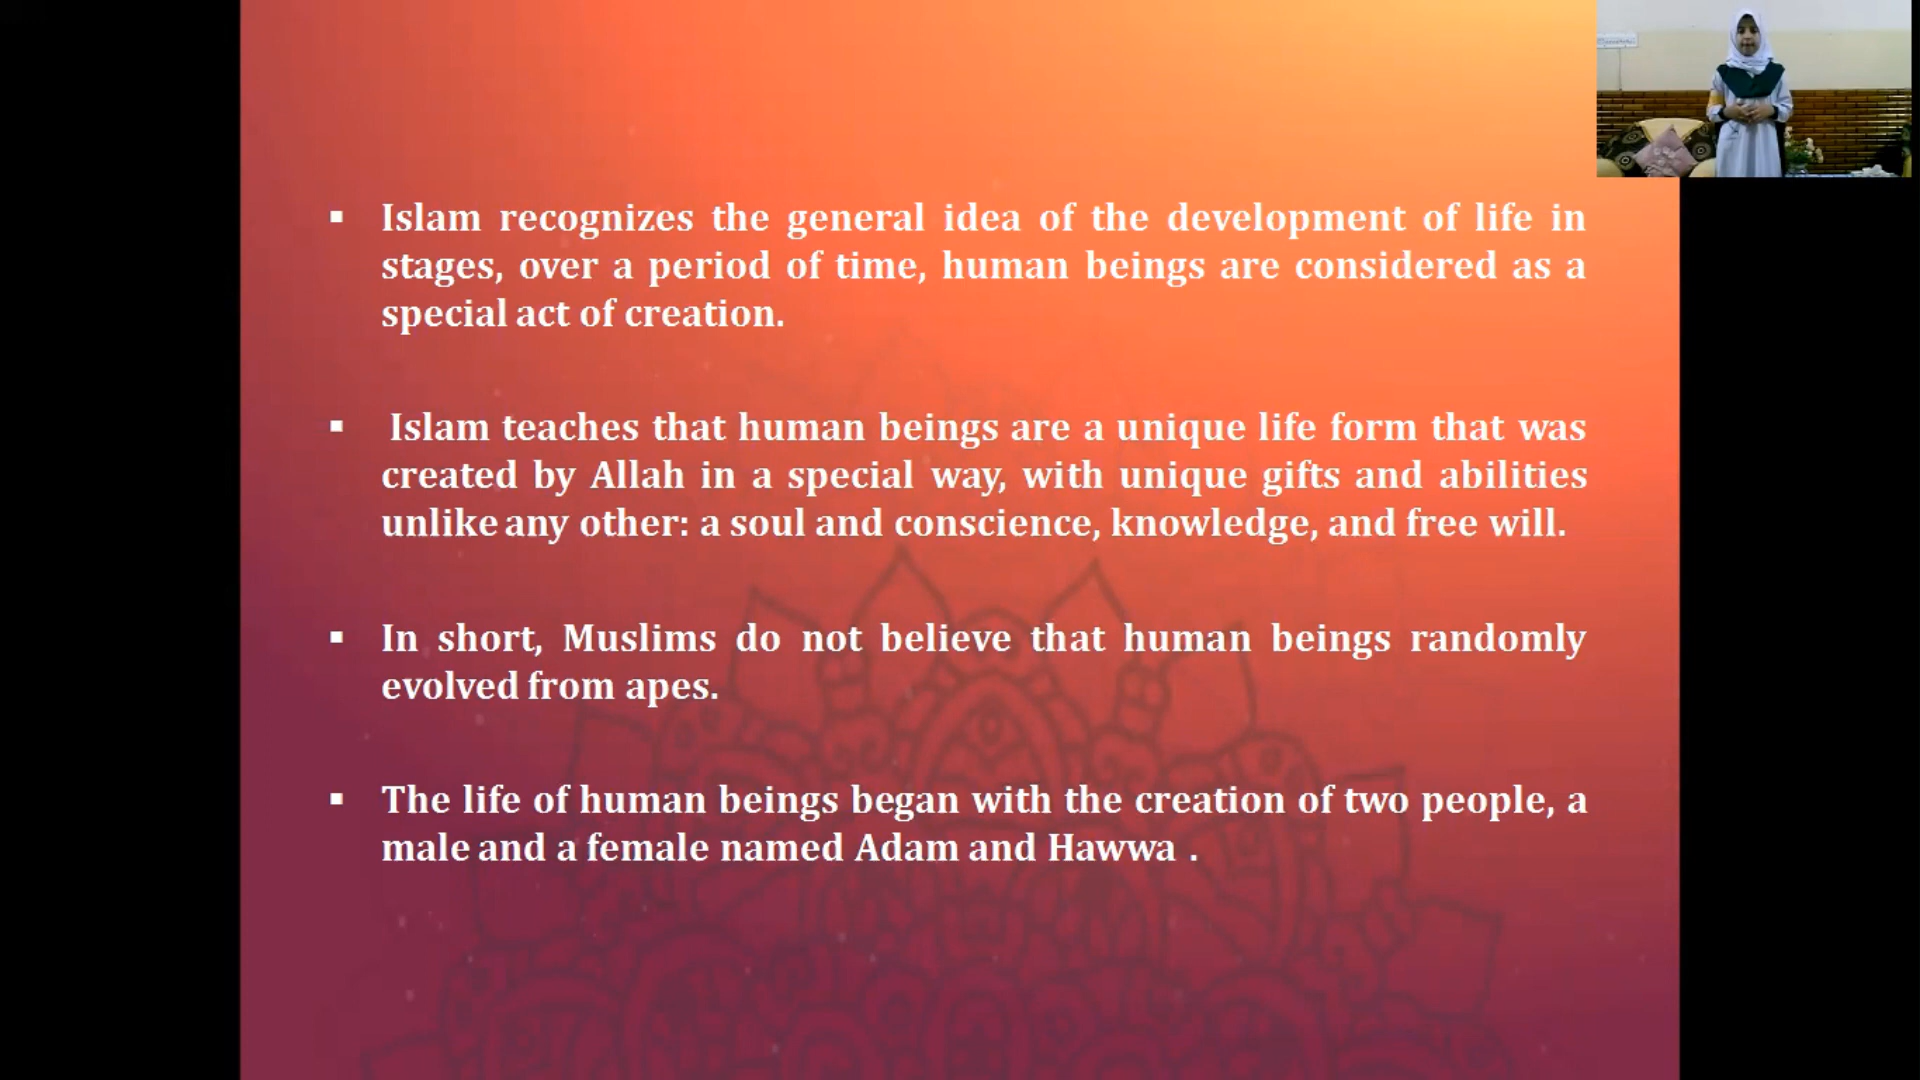 ▪ Islam recognizes the general idea of the development of life in
stages, over a period of time, human beings are considered as a
special act of creation.
▪ Islam teaches that human beings are a unique life form that was
created by Allah in a special way, with unique gifts and abilities
unlike any other: a soul and conscience, knowledge, and free will.
▪ In short, Muslims do not believe that human beings randomly
evolved from apes.
▪ The life of human beings began with the creation of two people, a
male and a female named Adam and Hawwa .